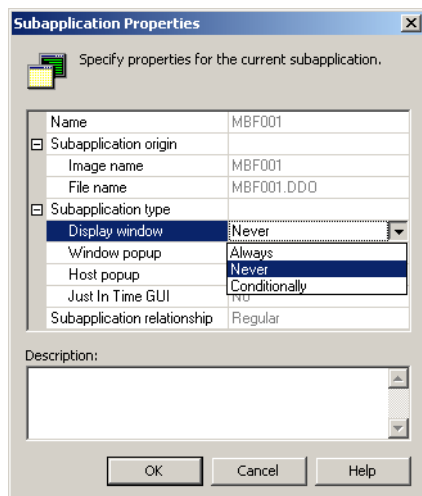 Subapplication Properties
Specify properties for the current subapplication.
Name MBF001
Subapplication origin
Image name MBF001
File name MBF001.DDO
Subapplication type
Display window Never
Window popup Always
Never
Host popup Conditionally
Just In Time GUI No
Subapplication relationship Regular
Description:
OK Cancel Help